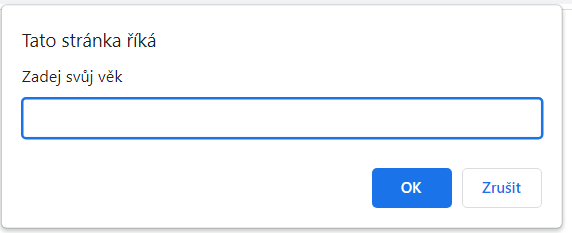 Tato stránka říká
Zadej svůj věk
OK Zrušit